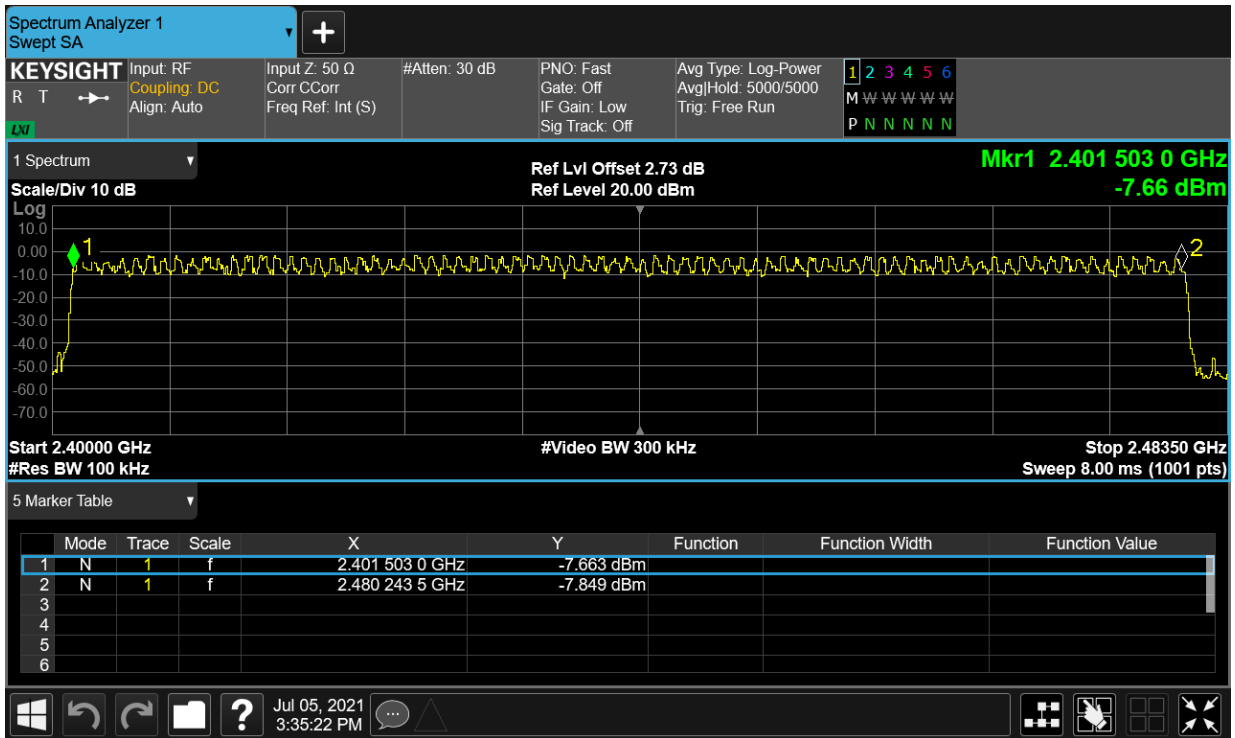 Spectrum Analyzer 1
Swept SA
+
KEYSIGHT Input: RF Input Z: 50 Ω #Atten: 30 dB PNO: Fast Avg Type: Log-Power 1 2 3 4 5 6
R T Coupling: DC Corr CCorr Gate: Off Avg|Hold: 5000/5000 M W W W W W
Align: Auto Freq Ref: Int (S) IF Gain: Low Trig: Free Run P N N N N N
LXI Sig Track: Off
1 Spectrum Ref Lvl Offset 2.73 dB Mkr1 2.401 503 0 GHz
Scale/Div 10 dB Ref Level 20.00 dBm -7.66 dBm
Log
10.0
0.00 1 2
-10.0
-20.0
-30.0
-40.0
-50.0
-60.0
-70.0
Start 2.40000 GHz #Video BW 300 kHz Stop 2.48350 GHz
#Res BW 100 kHz Sweep 8.00 ms (1001 pts)
5 Marker Table
Mode Trace Scale X Y Function Function Width Function Value
1 N 1 f 2.401 503 0 GHz -7.663 dBm
2 N 1 f 2.480 243 5 GHz -7.849 dBm
3
4
5
6
? Jul 05, 2021
3:35:22 PM